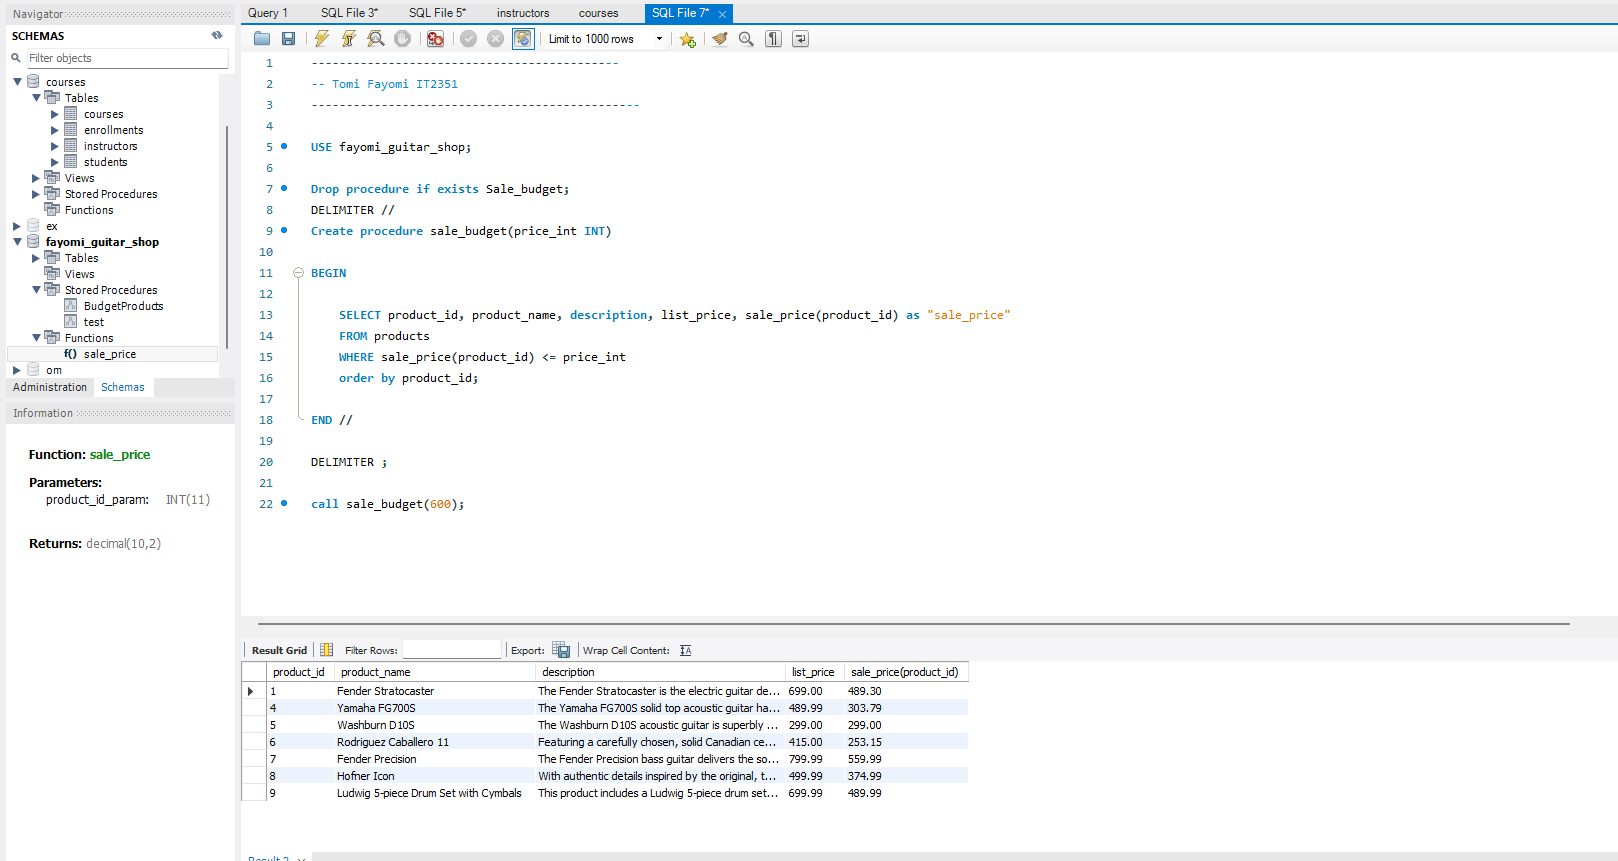 Navigator
SCHEMAS
Filter objects
courses
Tables
courses
enrollments
instructors
students
Views
Stored Procedures
Functions
ex
fayomi_guitar_shop
Tables
Views
Stored Procedures
BudgetProducts
test
Functions
f() sale_price
om
Administration Schemas
Information
Function: sale_price
Parameters:
product_id_param: INT(11)
Returns: decimal(10,2)
Query 1 SQL File 3* SQL File 5* instructors courses SQL File 7*
Limit to 1000 rows
1 --------------------------------------------
2 -- Tomi Fayomi IT2351
3 -----------------------------------------------
4
5 USE fayomi_guitar_shop;
6
7 Drop procedure if exists Sale_budget;
8 DELIMITER //
9 Create procedure sale_budget(price_int INT)
10
11 BEGIN
12
13 SELECT product_id, product_name, description, list_price, sale_price(product_id) as "sale_price"
14 FROM products
15 WHERE sale_price(product_id) <= price_int
16 order by product_id;
17
18 END //
19
20 DELIMITER ;
21
22 call sale_budget(600);
Result Grid Filter Rows: Export: Wrap Cell Content:
product_id product_name description list_price sale_price(product_id)
1 Fender Stratocaster The Fender Stratocaster is the electric guitar de... 699.00 489.30
4 Yamaha FG700S The Yamaha FG700S solid top acoustic guitar ha... 489.99 303.79
5 Washburn D10S The Washburn D10S acoustic guitar is superbly ... 299.00 299.00
6 Rodriguez Caballero 11 Featuring a carefully chosen, solid Canadian ce... 415.00 253.15
7 Fender Precision The Fender Precision bass guitar delivers the so... 799.99 559.99
8 Hofner Icon With authentic details inspired by the original, t... 499.99 374.99
9 Ludwig 5-piece Drum Set with Cymbals This product includes a Ludwig 5-piece drum set... 699.99 489.99
Result 2